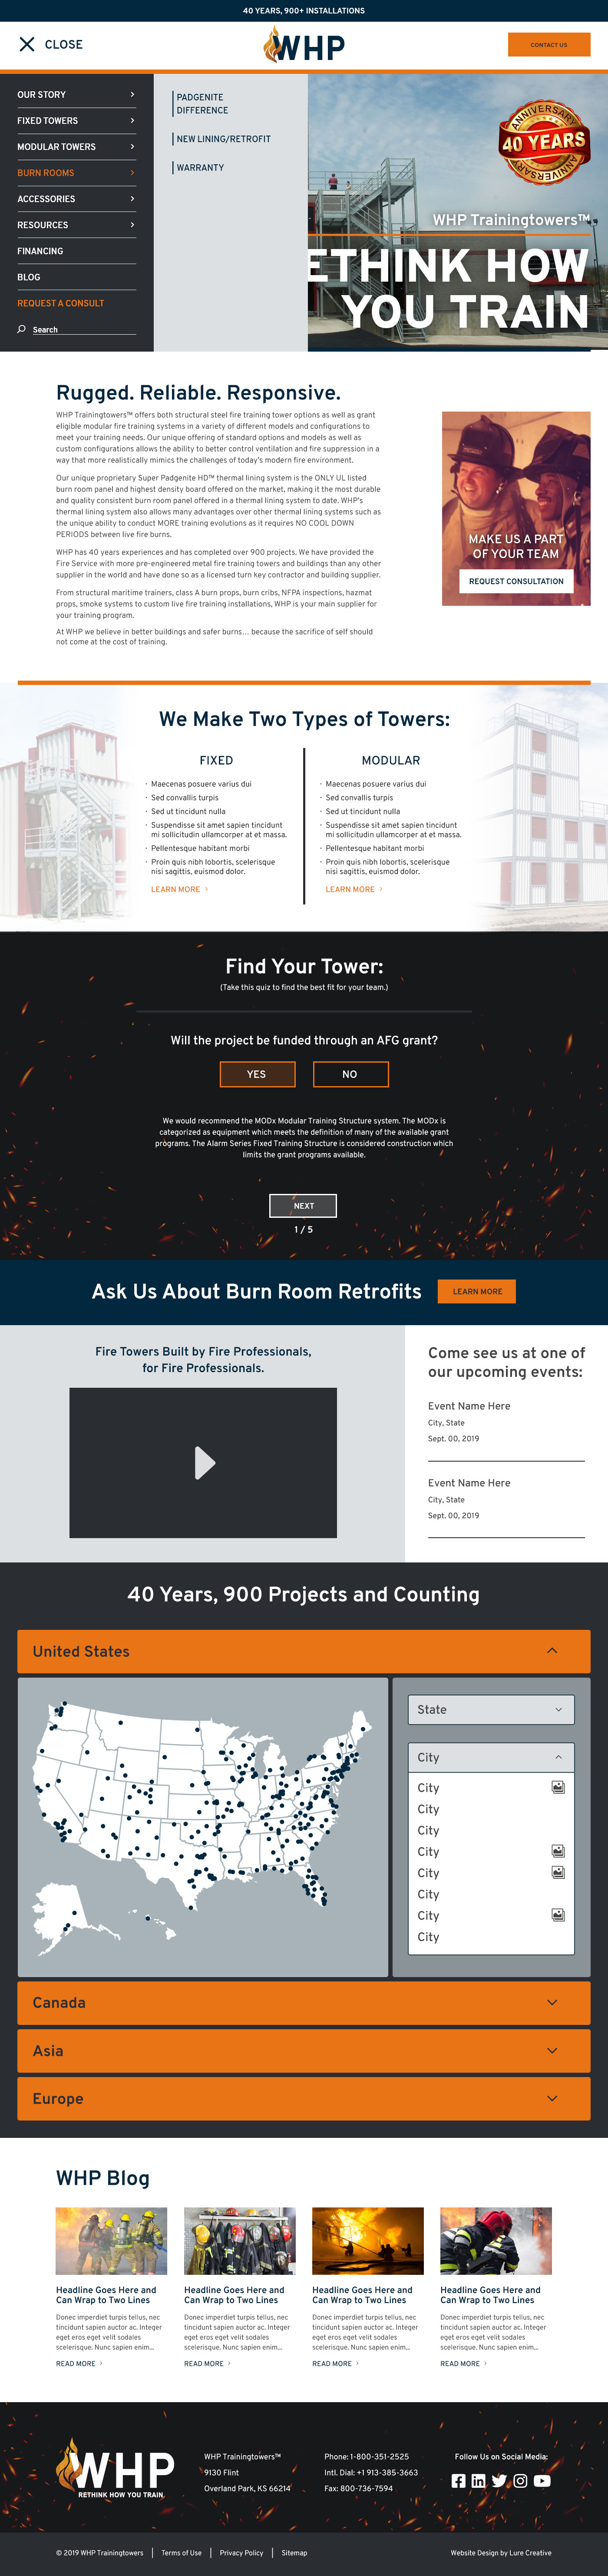 40 YEARS, 900+ INSTALLATIONS
CLOSE
WHP
CONTACT US
OUR STORY
FIXED TOWERS
MODULAR TOWERS
BURN ROOMS
ACCESSORIES
RESOURCES
FINANCING
BLOG
REQUEST A CONSULT
Search
PADGENITE
DIFFERENCE
NEW LINING/RETROFIT
WARRANTY
ANNIVERSARY
40 YEARS
ANNIVERSARY
WHP Trainingtowers™
ETHINK HOW
YOU TRAIN
Rugged. Reliable. Responsive.
WHP Trainingtowers™ offers both structural steel fire training tower options as well as grant
eligible modular fire training systems in a variety of different models and configurations to
meet your training needs. Our unique offering of standard options and models as well as
custom configurations allows the ability to better control ventilation and fire suppression in a
way that more realistically mimics the challenges of today's modern fire environment.
Our unique proprietary Super Padgenite HD™ thermal lining system is the ONLY UL listed
burn room panel and highest density board offered on the market, making it the most durable
and quality consistent burn room panel offered in a thermal lining system to date. WHP's
thermal lining system also allows many advantages over other thermal lining systems such as
the unique ability to conduct MORE training evolutions as it requires NO COOL DOWN
PERIODS between live fire burns.
WHP has 40 years experiences and has completed over 900 projects. We have provided the
Fire Service with more pre-engineered metal fire training towers and buildings than any other
supplier in the world and have done so as a licensed turn key contractor and building supplier.
From structural maritime trainers, class A burn props, burn cribs, NFPA inspections, hazmat
props, smoke systems to custom live fire training installations, WHP is your main supplier for
your training program.
At WHP we believe in better buildings and safer burns... because the sacrifice of self should
not come at the cost of training.
MAKE US A PART
OF YOUR TEAM
REQUEST CONSULTATION
We Make Two Types of Towers:
FIXED
· Maecenas posuere varius dui
· Sed convallis turpis
· Sed ut tincidunt nulla
· Suspendisse sit amet sapien tincidunt
mi sollicitudin ullamcorper at et massa.
· Pellentesque habitant morbi
· Proin quis nibh lobortis, scelerisque
nisi sagittis, euismod dolor.
LEARN MORE
MODULAR
· Maecenas posuere varius dui
· Sed convallis turpis
· Sed ut tincidunt nulla
· Suspendisse sit amet sapien tincidunt
mi sollicitudin ullamcorper at et massa.
· Pellentesque habitant morbi
· Proin quis nibh lobortis, scelerisque
nisi sagittis, euismod dolor.
LEARN MORE
Find Your Tower:
(Take this quiz to find the best fit for your team.)
Will the project be funded through an AFG grant?
YES
NO
We would recommend the MODx Modular Training Structure system. The MODx is
categorized as equipment which meets the definition of many of the available grant
programs. The Alarm Series Fixed Training Structure is considered construction which
limits the grant programs available.
NEXT
1 / 5
Ask Us About Burn Room Retrofits
LEARN MORE
Fire Towers Built by Fire Professionals,
for Fire Professionals.
Come see us at one of
our upcoming events:
Event Name Here
City, State
Sept. 00, 2019
Event Name Here
City, State
Sept. 00, 2019
40 Years, 900 Projects and Counting
United States
State
City
City
City
City
City
City
City
City
City
Canada
Asia
Europe
WHP Blog
Headline Goes Here and
Can Wrap to Two Lines
Donec imperdiet turpis tellus, nec
tincidunt sapien auctor ac. Integer
eget eros eget velit sodales
scelerisque. Nunc sapien enim...
READ MORE
Headline Goes Here and
Can Wrap to Two Lines
Donec imperdiet turpis tellus, nec
tincidunt sapien auctor ac. Integer
eget eros eget velit sodales
scelerisque. Nunc sapien enim...
READ MORE
Headline Goes Here and
Can Wrap to Two Lines
Donec imperdiet turpis tellus, nec
tincidunt sapien auctor ac. Integer
eget eros eget velit sodales
scelerisque. Nunc sapien enim...
READ MORE
Headline Goes Here and
Can Wrap to Two Lines
Donec imperdiet turpis tellus, nec
tincidunt sapien auctor ac. Integer
eget eros eget velit sodales
scelerisque. Nunc sapien enim...
READ MORE
WHP
RETHINK HOW YOU TRAIN
WHP Trainingtowers™
9130 Flint
Overland Park, KS 66214
Phone: 1-800-351-2525
Intl. Dial: +1 913-385-3663
Fax: 800-736-7594
Follow Us on Social Media:
© 2019 WHP Trainingtowers
Terms of Use
Privacy Policy
Sitemap
Website Design by Lure Creative